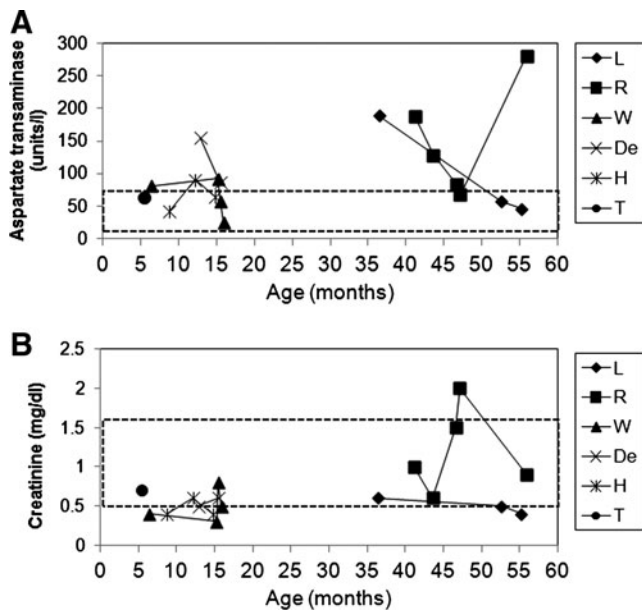 A
Aspartate transaminase
(units/l)
300
250
200
150
100
50
0
0 5 10 15 20 25 30 35 40 45 50 55 60
Age (months)
L
R
W
De
H
T
B
Creatinine (mg/dl)
2.5
2
1.5
1
0.5
0
0 5 10 15 20 25 30 35 40 45 50 55 60
Age (months)
L
R
W
De
H
T